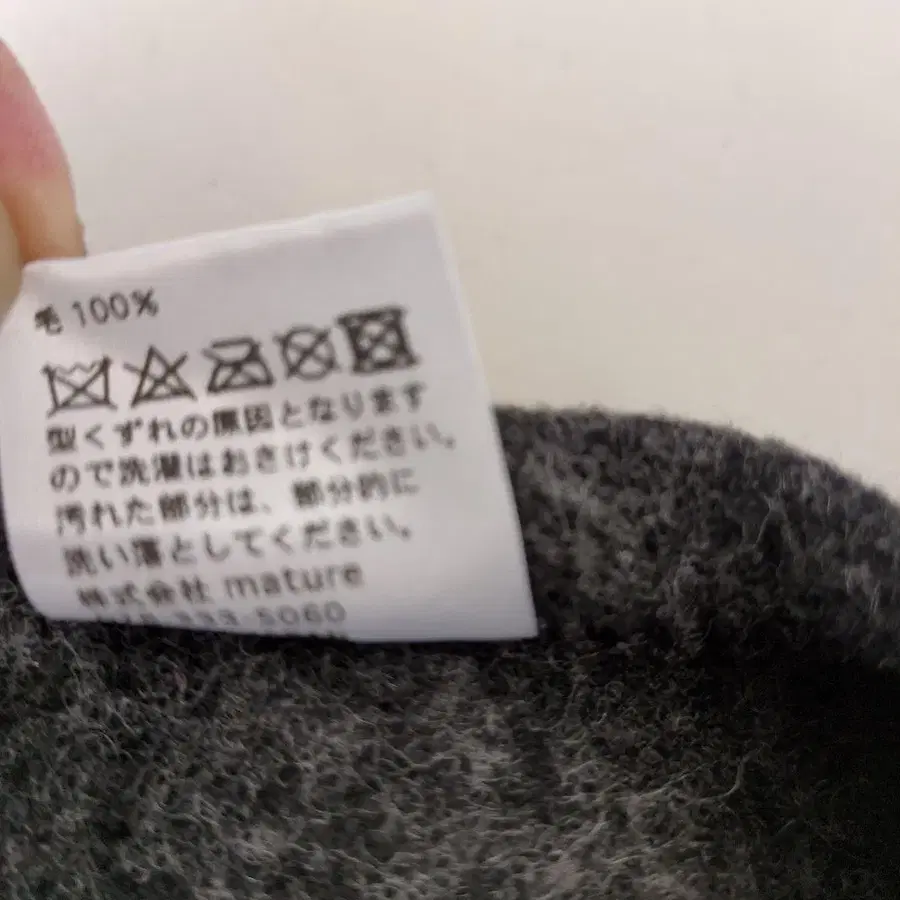 毛 100%
型くずれの原因となります
ので洗濯はおさけください。
汚れた部分は、部分的に
洗い落としてください。
株式会社 mature
333-5060